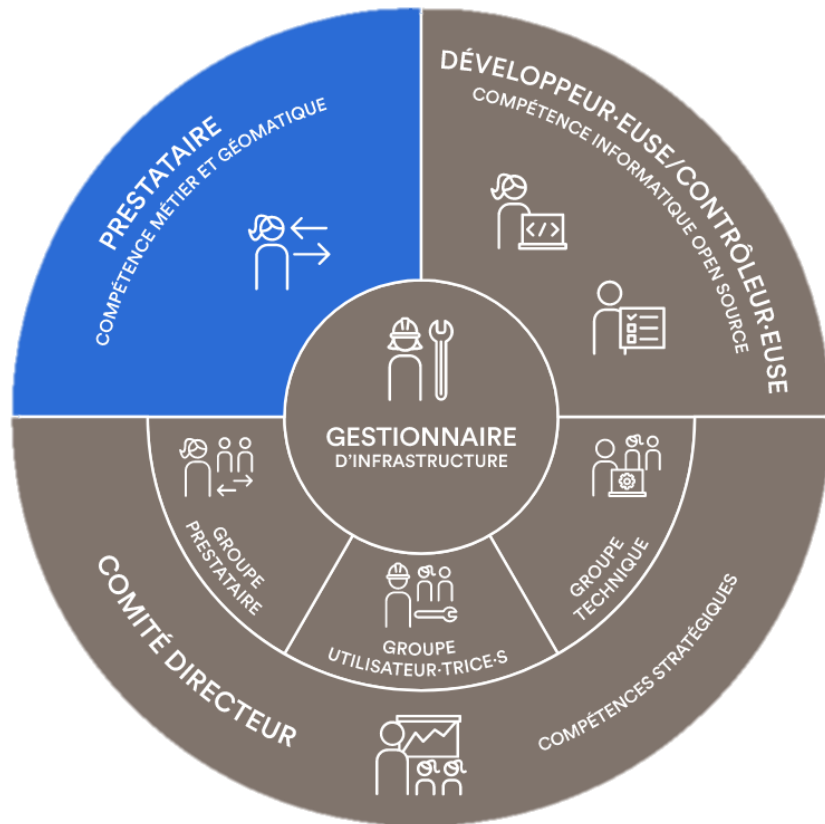 PRESTATAIRE
COMPÉTENCE MÉTIER ET GÉOMATIQUE
DÉVELOPPEUR·EUSE/CONTRÔLEUR·EUSE
COMPÉTENCE INFORMATIQUE OPEN SOURCE
</>
GESTIONNAIRE
D'INFRASTRUCTURE
GROUPE
PRESTATAIRE
GROUPE
UTILISATEUR·TRICE·S
GROUPE
TECHNIQUE
COMITÉ DIRECTEUR
COMPÉTENCES STRATÉGIQUES